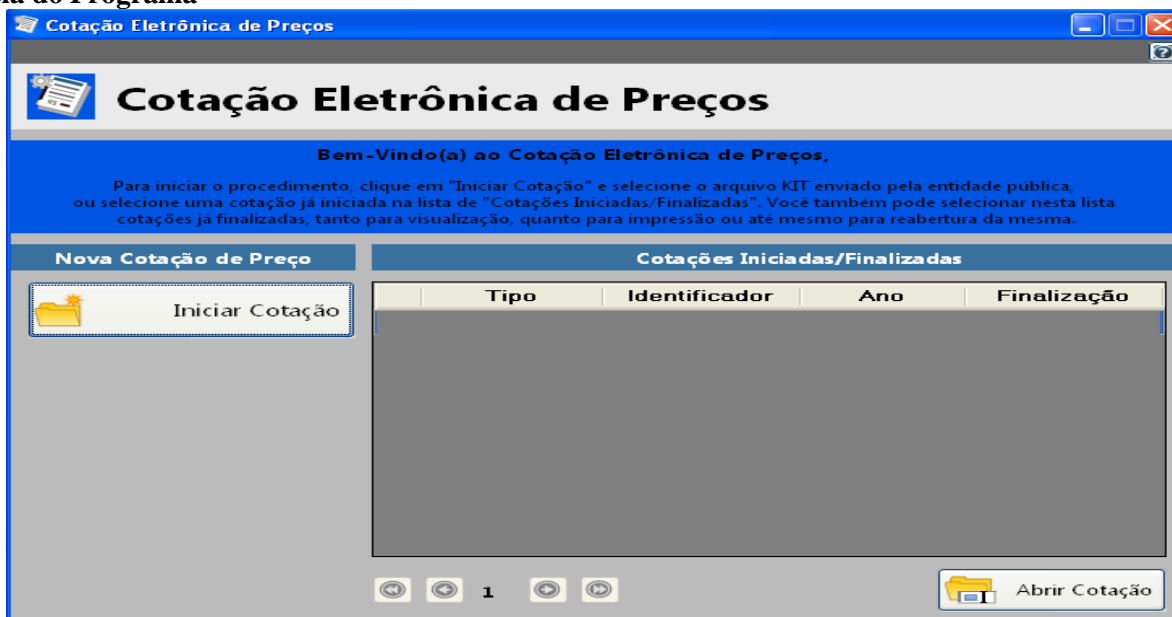 do Programa
Cotação Eletrônica de Preços
Cotação Eletrônica de Preços
Bem-Vindo(a) ao Cotação Eletrônica de Preços,
Para iniciar o procedimento, clique em "Iniciar Cotação" e selecione o arquivo KIT enviado pela entidade pública,
ou selecione uma cotação já iniciada na lista de "Cotações Iniciadas/Finalizadas". Você também pode selecionar nesta lista
cotações já finalizadas, tanto para visualização, quanto para impressão ou até mesmo para reabertura da mesma.
Nova Cotação de Preço
Cotações Iniciadas/Finalizadas
Iniciar Cotação
Tipo Identificador Ano Finalização
1
Abrir Cotação